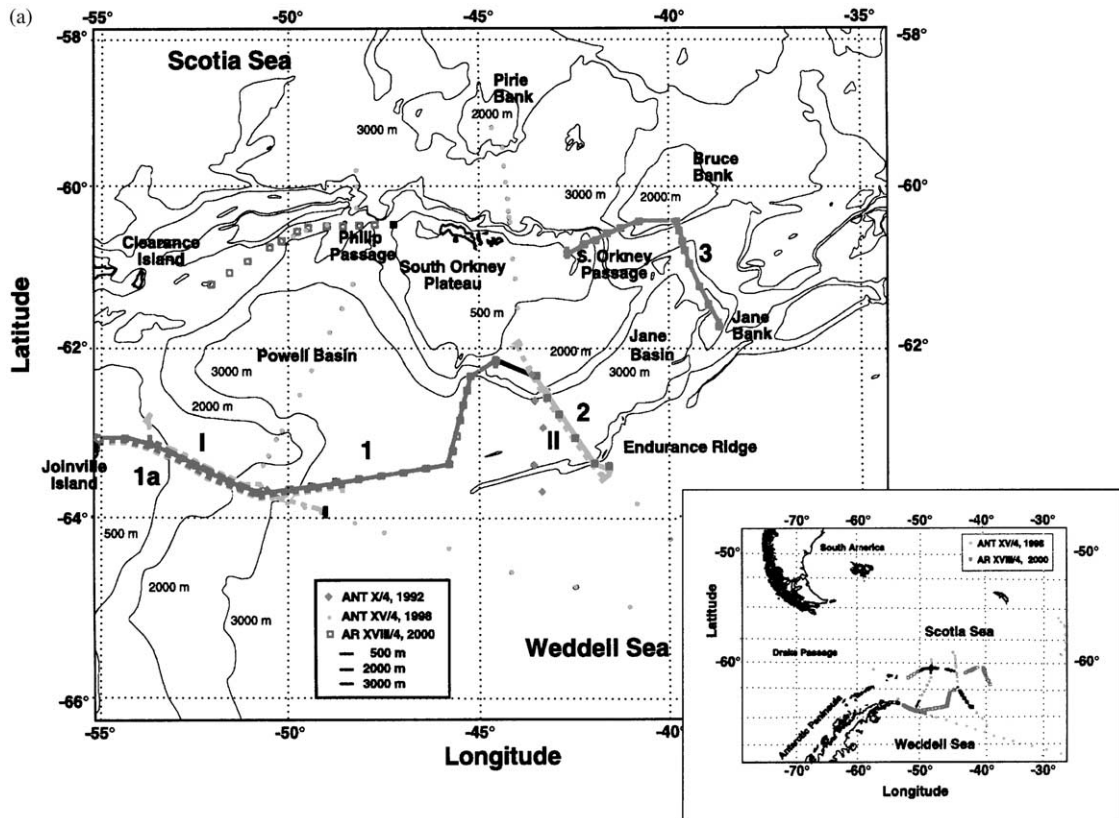 (a)
-55° -50° -45° -40° -35°
-58° -58°
Scotia Sea
Pirie
Bank
2000 m
3000 m
Bruce
Bank
-60° -60°
3000 m
2000 m
Clearance
Island
Philip
Passage
South Orkney
Plateau
S. Orkney
Passage
3
500 m
Jane
Bank
Latitude
-62° -62°
Powell Basin
2000 m
Jane
Basin
3000 m
3000 m
2000 m
2
I
II
1
Endurance Ridge
Joinville
Island
1a
I
-64°
500 m
2000 m
3000 m
ANT X/4, 1992
ANT XV/4, 1998
AR XVIII/4, 2000
500 m
2000 m
3000 m
Weddell Sea
-66°
-55° -50° -45° -40°
Longitude
-70° -60° -50° -40° -30°
-50° -50°
South America
ANT XV/4, 1998
AR XVIII/4, 2000
Latitude
Scotia Sea
Drake Passage
-60° -60°
Antarctic Peninsula
Weddell Sea
-70° -60° -50° -40° -30°
Longitude